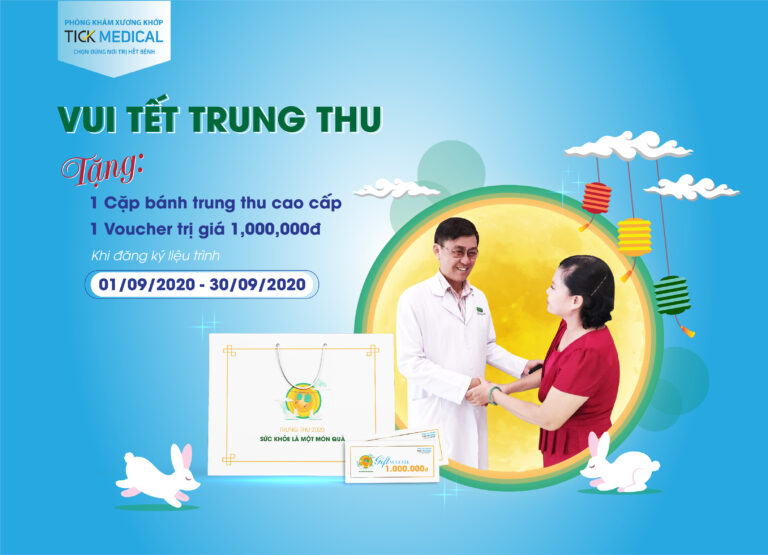 PHÒNG KHÁM XƯƠNG KHỚP
TICK MEDICAL
CHỌN ĐÚNG NƠI TRỊ HẾT BỆNH
VUI TẾT TRUNG THU
Tặng:
1 Cặp bánh trung thu cao cấp
1 Voucher trị giá 1,000,000đ
Khi đăng ký liệu trình
01/09/2020 - 30/09/2020
TRUNG THU 2020
SỨC KHỎE LÀ MỘT MÓN QUÀ
Gift VOUCHER
1.000.000đ